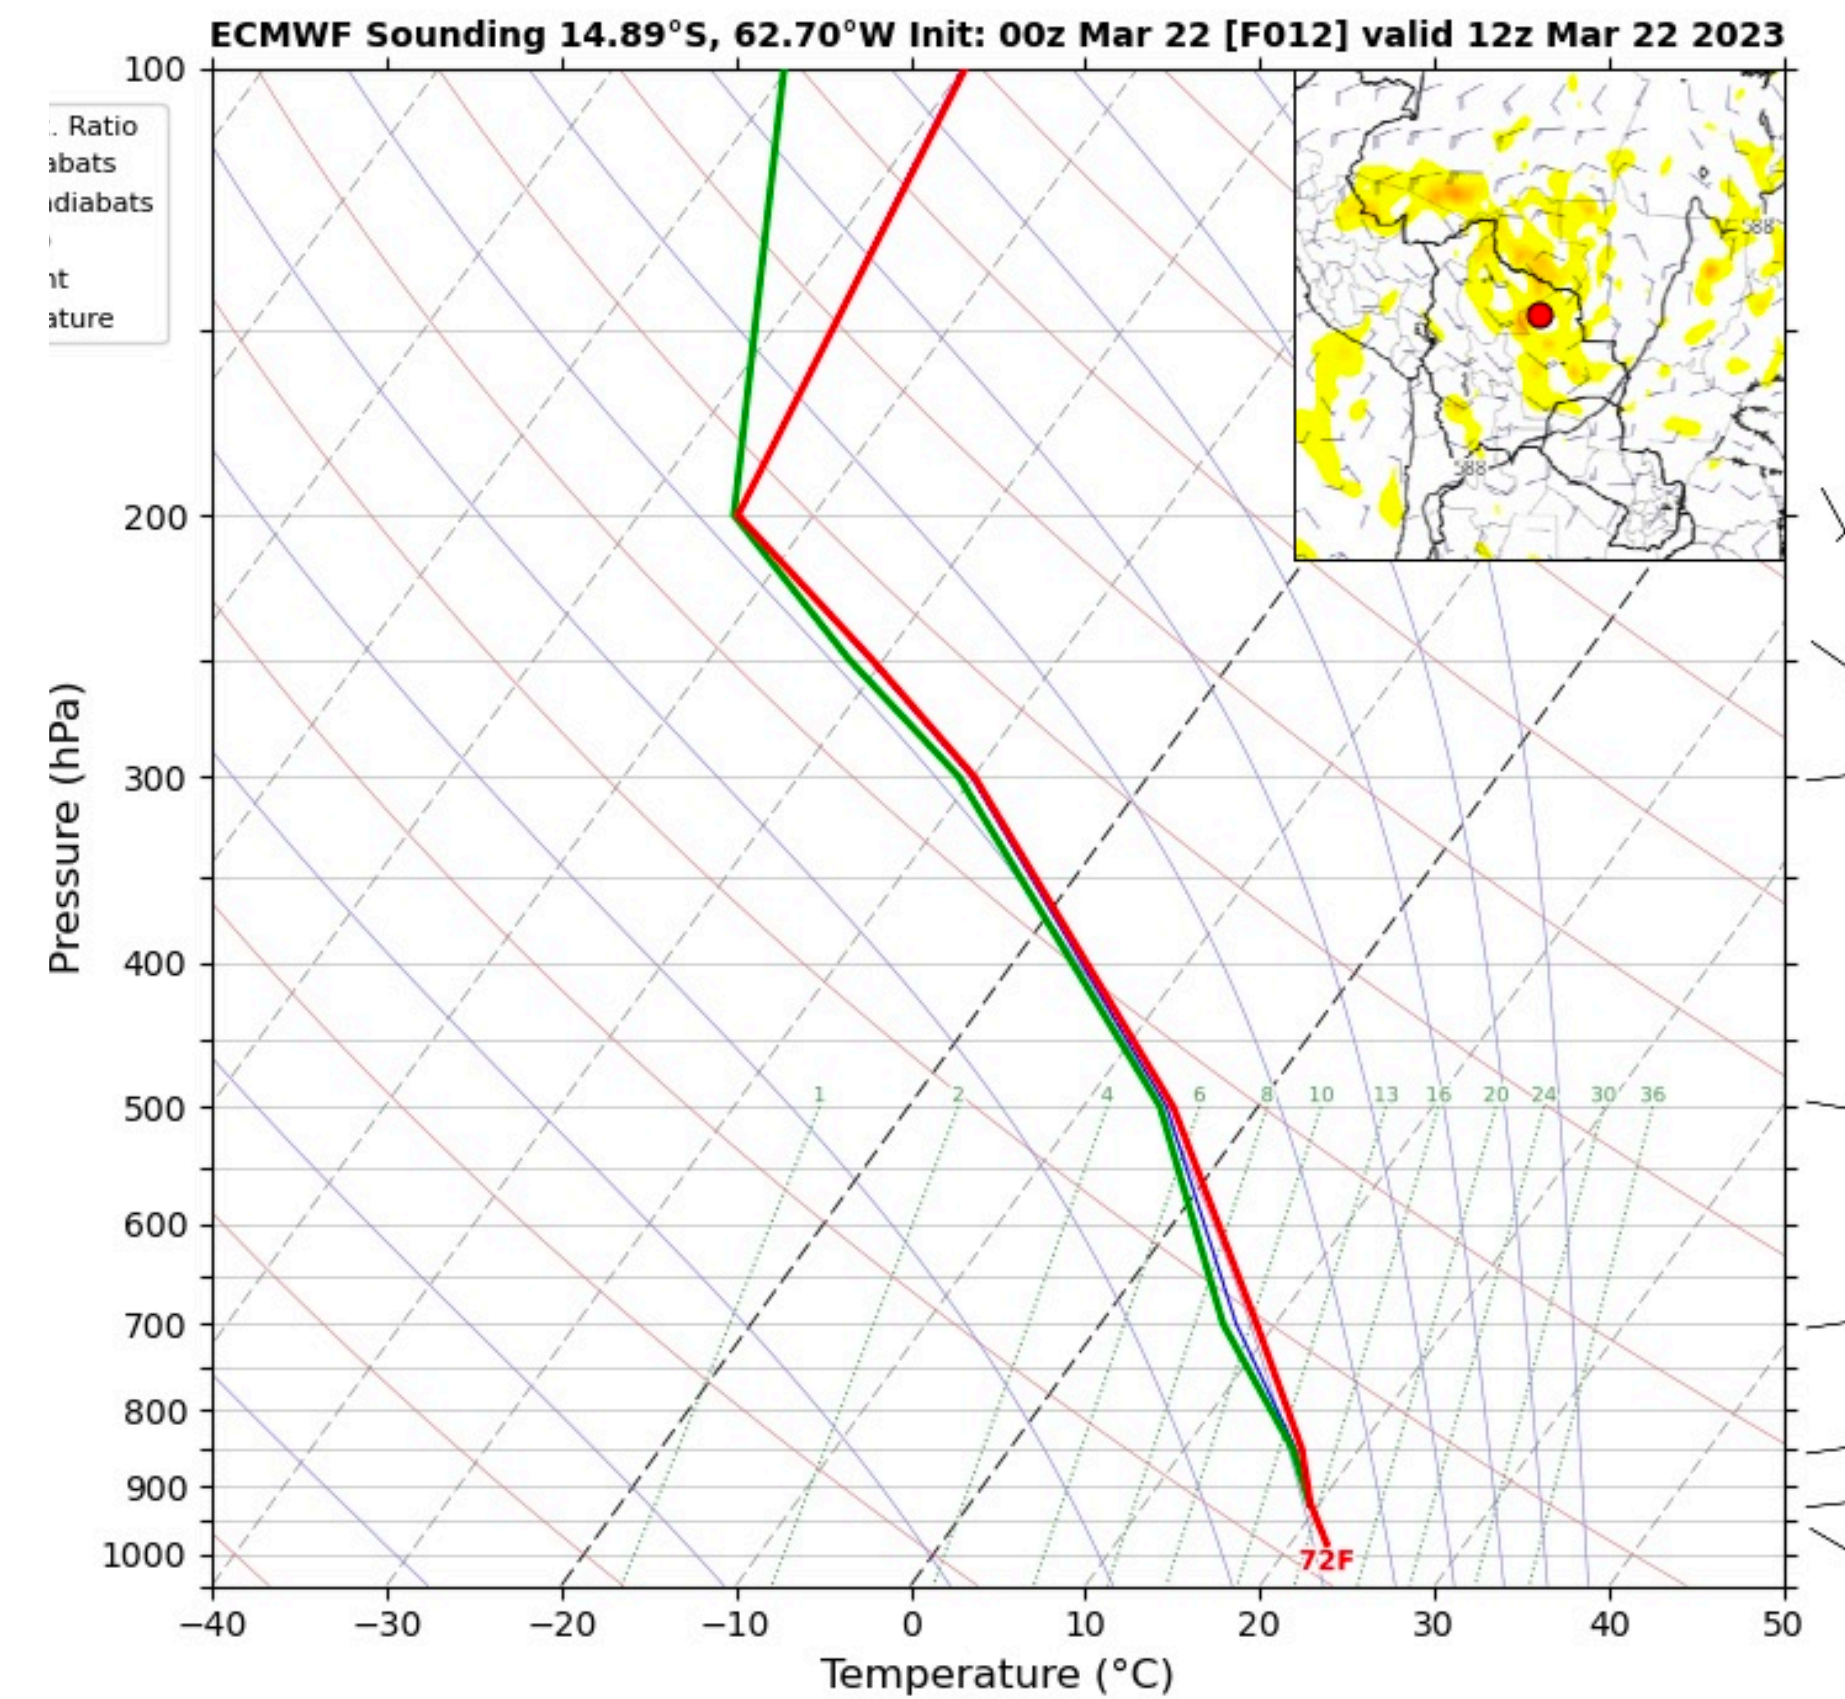 ECMWF Sounding 14.89°S, 62.70°W Init: 00z Mar 22 [F012] valid 12z Mar 22 2023
100
. Ratio
abats
adiabats
nt
ature
588
200
588
300
Pressure (hPa)
400
1 2 4 6 8 10 13 16 20 24 30 36
500
600
700
800
900
1000
72F
−40 −30 −20 −10 0 10 20 30 40 50
Temperature (°C)